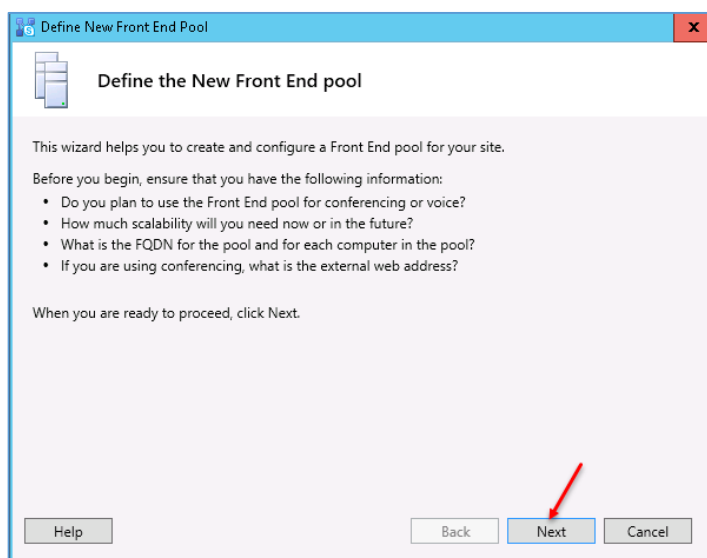 Define New Front End Pool
Define the New Front End pool
This wizard helps you to create and configure a Front End pool for your site.
Before you begin, ensure that you have the following information:
• Do you plan to use the Front End pool for conferencing or voice?
• How much scalability will you need now or in the future?
• What is the FQDN for the pool and for each computer in the pool?
• If you are using conferencing, what is the external web address?
When you are ready to proceed, click Next.
Help Back Next Cancel